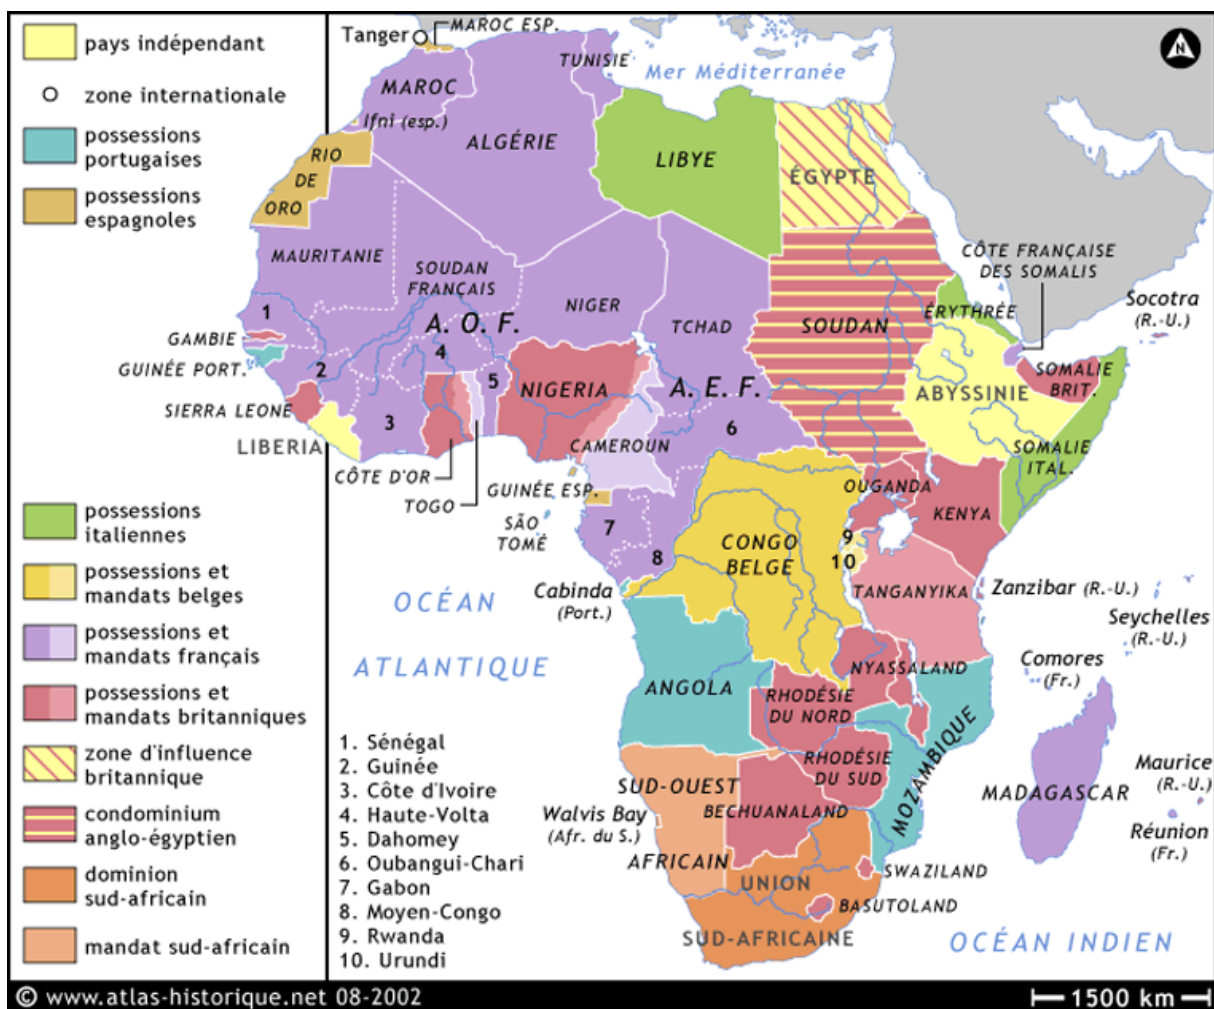 pays indépendant
zone internationale
possessions
portugaises
possessions
espagnoles
possessions
italiennes
possessions et
mandats belges
possessions et
mandats français
possessions et
mandats britanniques
zone d'influence
britannique
condominium
anglo-égyptien
dominion
sud-africain
mandat sud-africain
Tanger
MAROC ESP.
TUNISIE
Mer Méditerranée
N
MAROC
Ifni (esp.)
ALGÉRIE
LIBYE
ÉGYPTE
RIO
DE
ORO
MAURITANIE
SOUDAN
FRANÇAIS
NIGER
TCHAD
SOUDAN
CÔTE FRANÇAISE
DES SOMALIS
ÉRYTHRÉE
Socotra
(R.-U.)
1
GAMBIE
GUINÉE PORT.
2
A. O. F.
4
5
3
NIGERIA
A. E. F.
6
ABYSSINIE
SOMALIE
BRIT.
SOMALIE
ITAL.
SIERRA LEONE
LIBERIA
CÔTE D'OR
TOGO
CAMEROUN
GUINÉE ESP.
SÃO
TOMÉ
7
8
CONGO
BELGE
OUGANDA
KENYA
9
10
TANGANYIKA
Zanzibar (R.-U.)
Seychelles
(R.-U.)
Cabinda
(Port.)
OCÉAN
ATLANTIQUE
ANGOLA
RHODÉSIE
DU NORD
NYASSALAND
Comores
(Fr.)
RHODÉSIE
DU SUD
MOZAMBIQUE
MADAGASCAR
Maurice
(R.-U.)
Réunion
(Fr.)
SUD-OUEST
AFRICAIN
BECHUANALAND
Walvis Bay
(Afr. du S.)
SWAZILAND
UNION
SUD-AFRICAINE
BASUTOLAND
OCÉAN INDIEN
1. Sénégal
2. Guinée
3. Côte d'Ivoire
4. Haute-Volta
5. Dahomey
6. Oubangui-Chari
7. Gabon
8. Moyen-Congo
9. Rwanda
10. Urundi
© www.atlas-historique.net 08-2002
1500 km